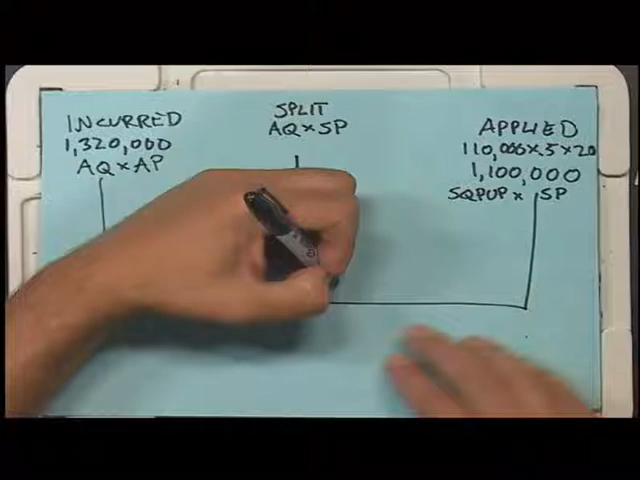 INCURRED
1,320,000
AQ × AP
SPLIT
AQ × SP
APPLIED
110,000 × .5 × 20
1,100,000
SQPUP × SP